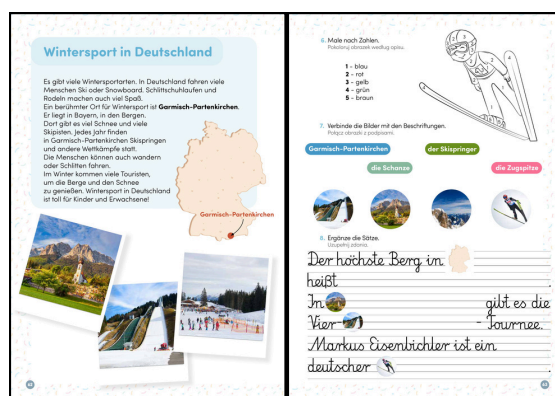 Wintersport in Deutschland
Es gibt viele Wintersportarten. In Deutschland fahren viele
Menschen Ski oder Snowboard. Schlittschuhlaufen und
Rodeln machen auch viel Spaß.
Ein berühmter Ort für Wintersport ist Garmisch-Partenkirchen.
Er liegt in Bayern, in den Bergen.
Dort gibt es viel Schnee und viele
Skipisten. Jedes Jahr finden
in Garmisch-Partenkirchen Skispringen
und andere Wettkämpfe statt.
Die Menschen können auch wandern
oder Schlitten fahren.
Im Winter kommen viele Touristen,
um die Berge und den Schnee
zu genießen. Wintersport in Deutschland
ist toll für Kinder und Erwachsene!
Garmisch-Partenkirchen
62
6. Male nach Zahlen.
Pokoloruj obrazek według opisu.
1 - blau
2 - rot
3 - gelb
4 - grün
5 - braun
7. Verbinde die Bilder mit den Beschriftungen.
Połącz obrazki z podpisami.
Garmisch-Partenkirchen
der Skispringer
die Schanze
die Zugspitze
8. Ergänze die Sätze.
Uzupełnij zdania.
Der höchste Berg in
heißt .
In gibt es die
Vier- - Tournee.
Markus Eisenbichler ist ein
deutscher .
63